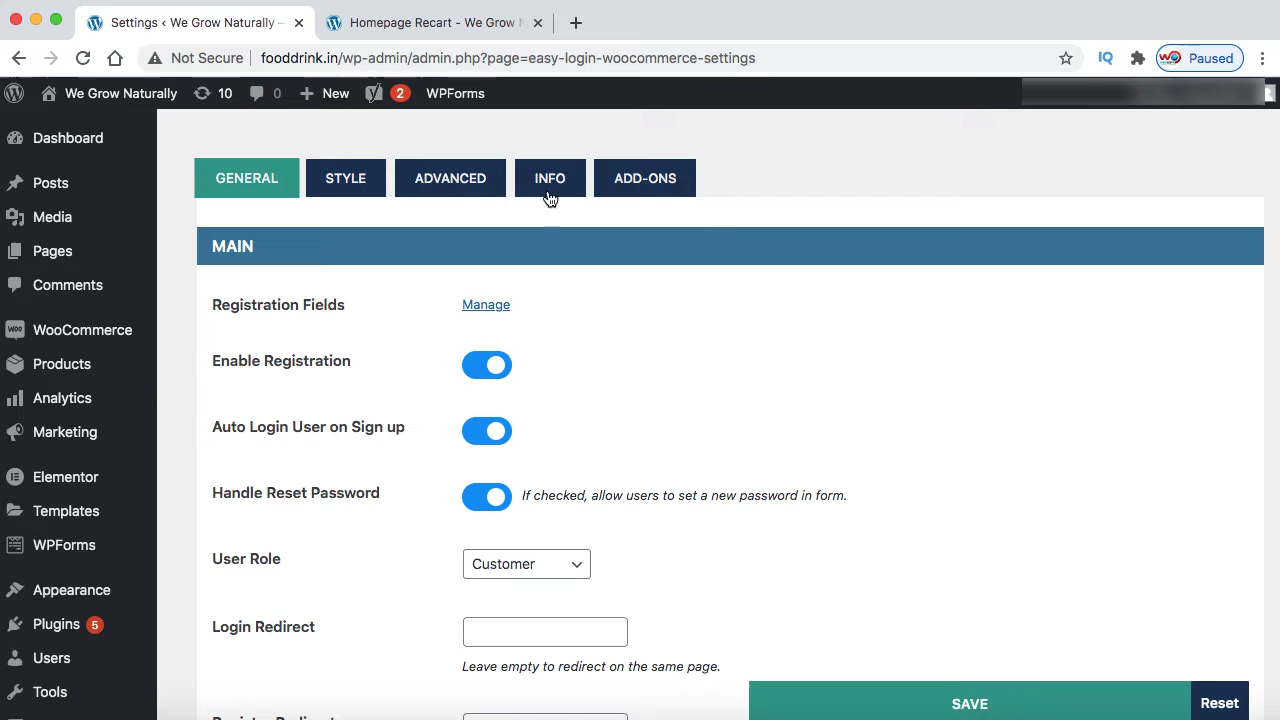 Settings ‹ We Grow Naturally –
Homepage Recart - We Grow N
Not Secure
fooddrink.in/wp-admin/admin.php?page=easy-login-woocommerce-settings
IQ
Paused
We Grow Naturally
10
0
New
2
WPForms
Dashboard
Posts
Media
Pages
Comments
WooCommerce
Products
Analytics
Marketing
Elementor
Templates
WPForms
Appearance
Plugins 5
Users
Tools
GENERAL
STYLE
ADVANCED
INFO
ADD-ONS
MAIN
Registration Fields
Manage
Enable Registration
Auto Login User on Sign up
Handle Reset Password
If checked, allow users to set a new password in form.
User Role
Customer
Login Redirect
Leave empty to redirect on the same page.
SAVE
Reset